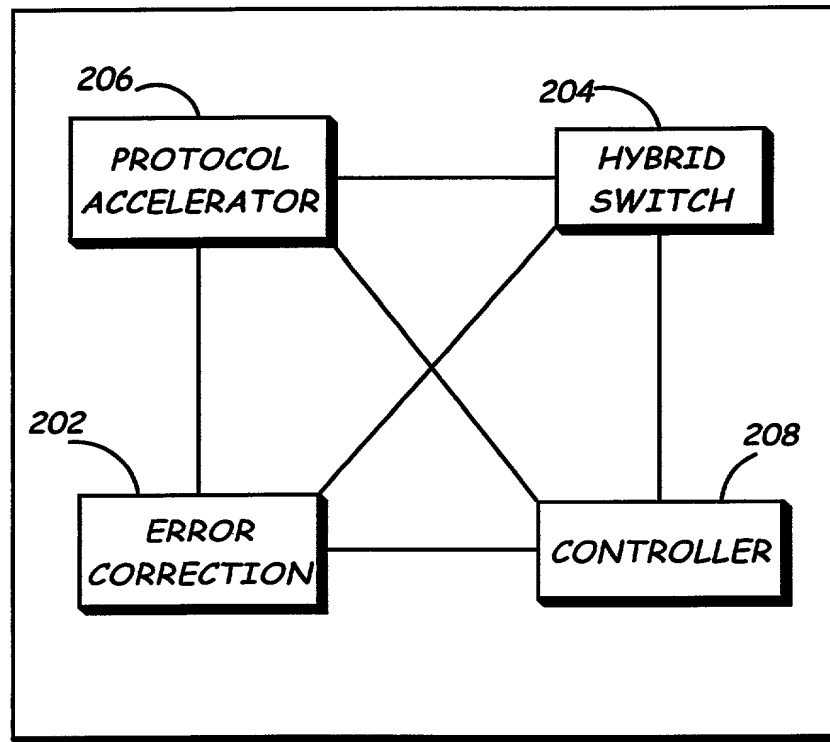 206
204
PROTOCOL
ACCELERATOR
HYBRID
SWITCH
202
208
ERROR
CORRECTION
CONTROLLER